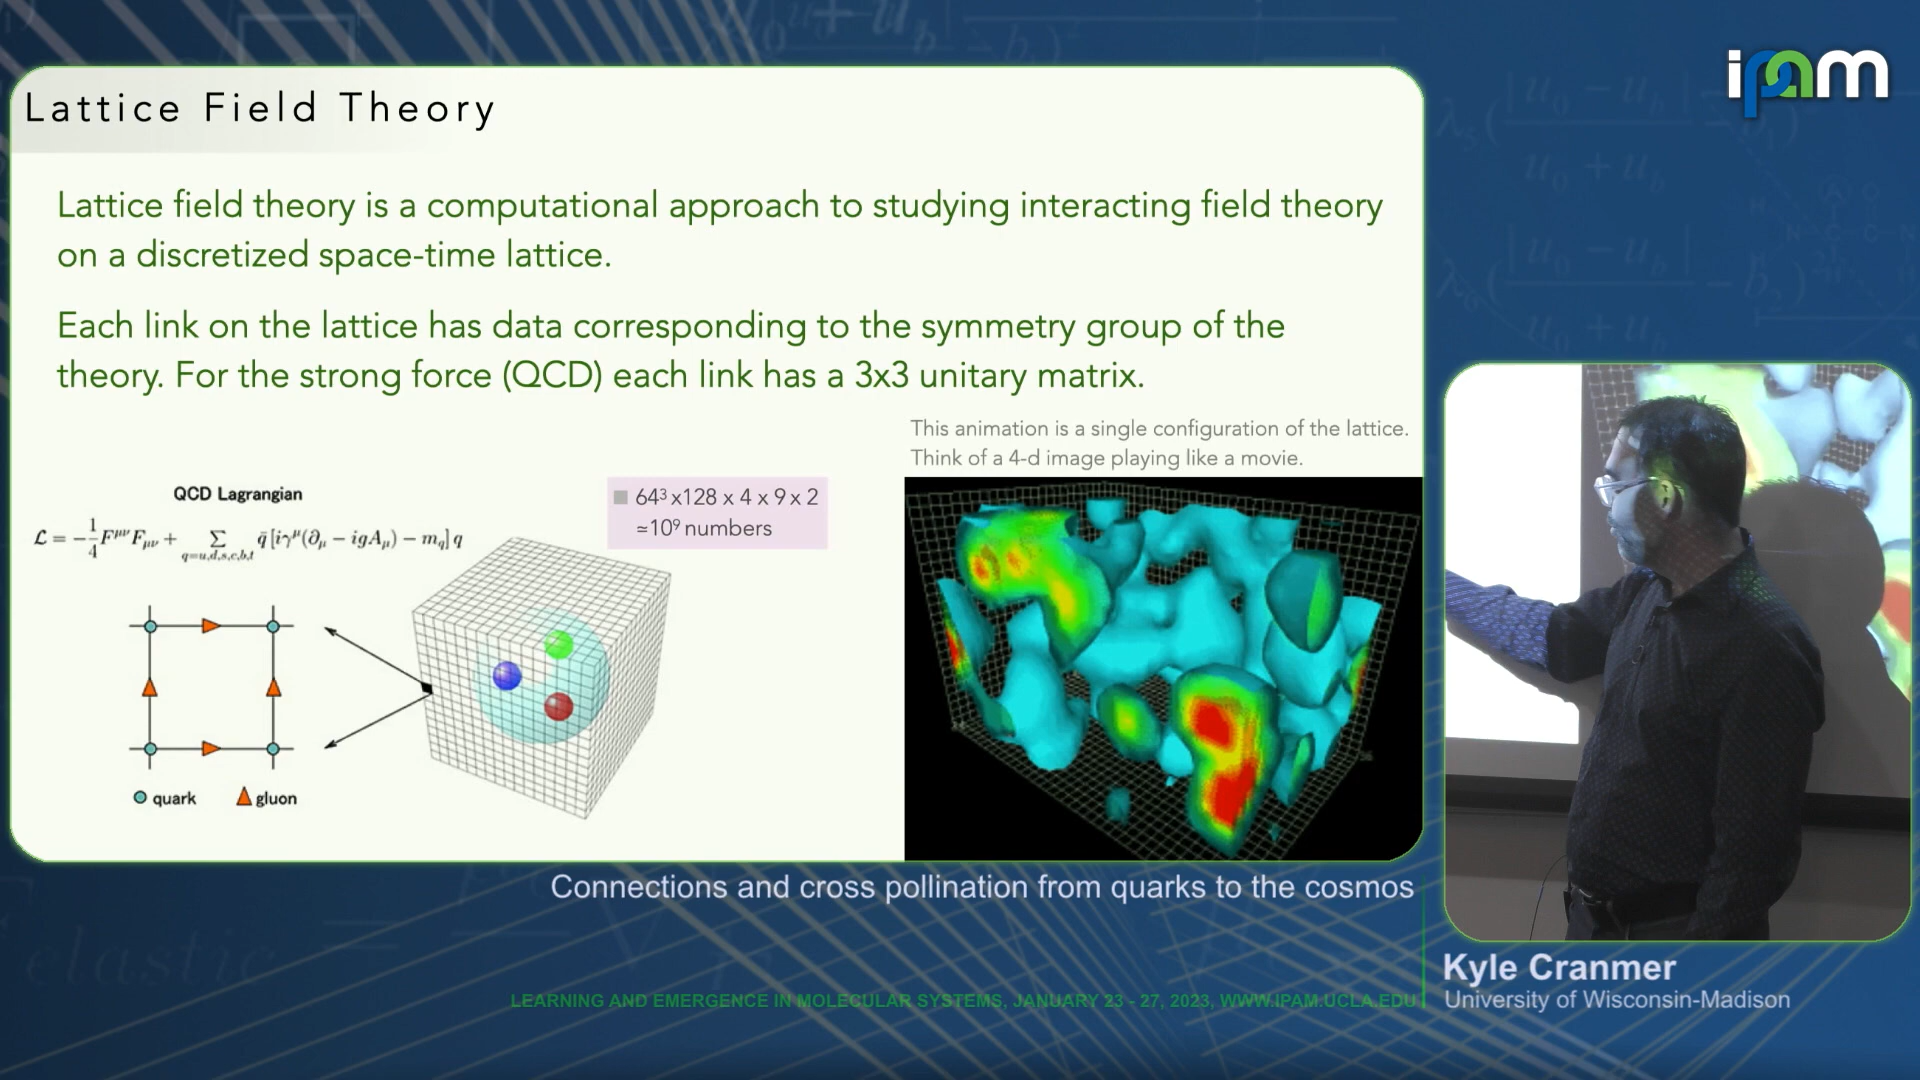 ipam
Lattice Field Theory
Lattice field theory is a computational approach to studying interacting field theory
on a discretized space-time lattice.
Each link on the lattice has data corresponding to the symmetry group of the
theory. For the strong force (QCD) each link has a 3x3 unitary matrix.
This animation is a single configuration of the lattice.
Think of a 4-d image playing like a movie.
QCD Lagrangian
ℒ = −1/4 F^{μν}F_{μν} + Σ_{q=u,d,s,c,b,t} q̄ [iγ^μ(∂_μ − igA_μ) − m_q] q
64³ x128 x 4 x 9 x 2
≃10⁹ numbers
quark gluon
Connections and cross pollination from quarks to the cosmos
Kyle Cranmer
University of Wisconsin-Madison
LEARNING AND EMERGENCE IN MOLECULAR SYSTEMS, JANUARY 23 - 27, 2023, WWW.IPAM.UCLA.EDU
elastic